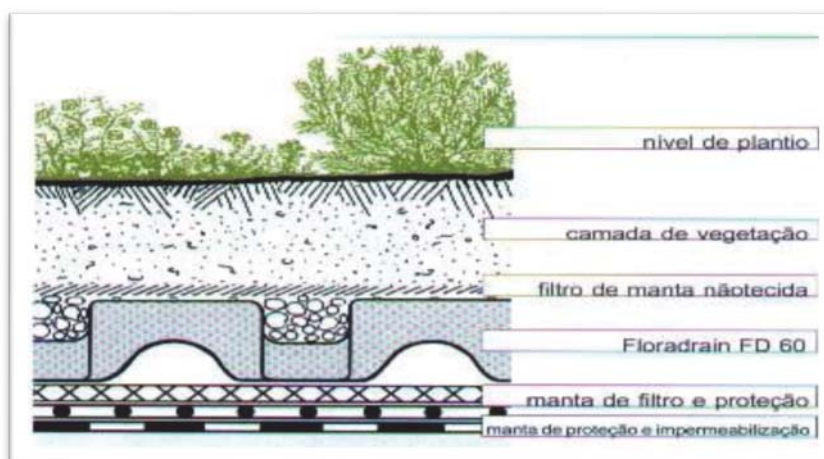 nível de plantio
camada de vegetação
filtro de manta nãotecida
Floradrain FD 60
manta de filtro e proteção
manta de proteção e impermeabilização